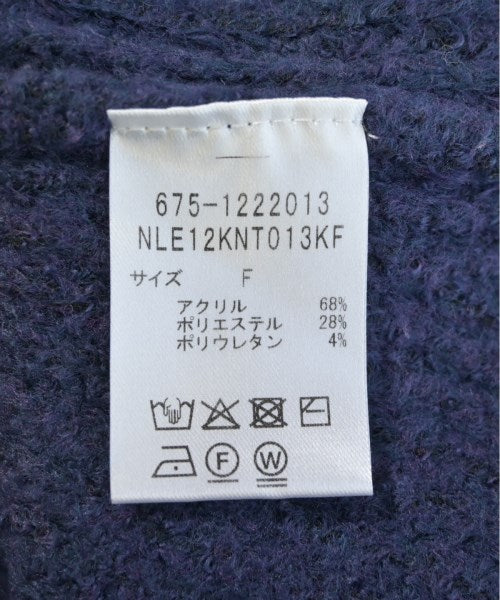 675-1222013
NLE12KNT013KF
サイズ F
アクリル 68%
ポリエステル 28%
ポリウレタン 4%
F W